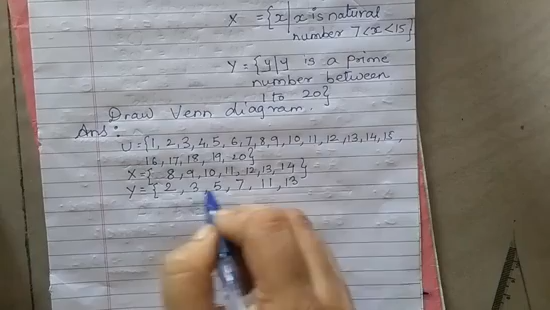 X = {x|x is natural
number 7<x<15}
Y = {y|y is a prime
number between
1 to 20}
Draw Venn diagram.
Ans:
U={1, 2, 3, 4, 5, 6, 7, 8, 9, 10, 11, 12, 13, 14, 15,
16, 17, 18, 19, 20}
X={ 8, 9, 10, 11, 12, 13, 14}
Y={ 2, 3, 5, 7, 11, 13